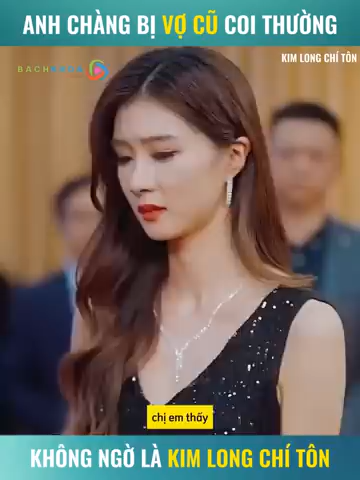 ANH CHÀNG BỊ VỢ CŨ COI THƯỜNG
KIM LONG CHÍ TÔN
chị em thấy
KHÔNG NGỜ LÀ KIM LONG CHÍ TÔN